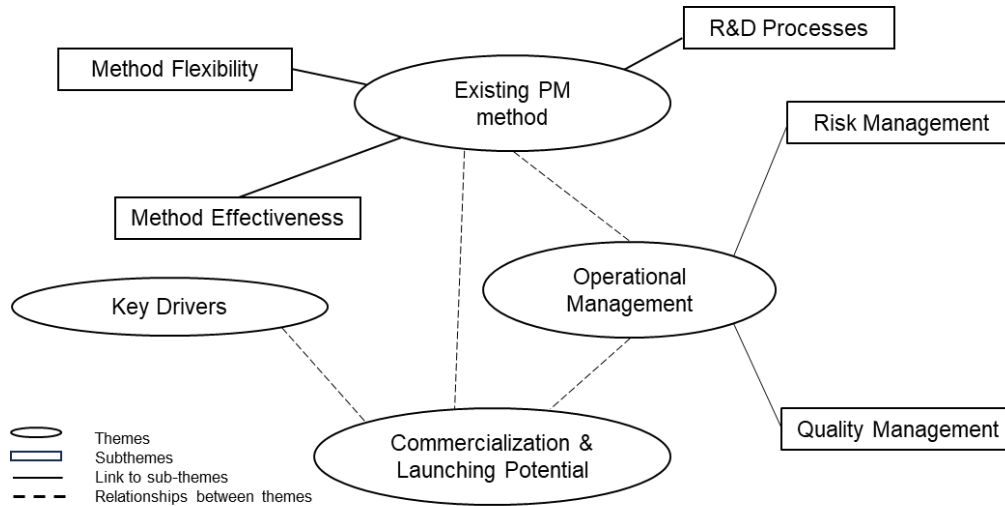 R&D Processes
Method Flexibility
Existing PM
method
Risk Management
Method Effectiveness
Operational
Management
Key Drivers
Commercialization &
Launching Potential
Quality Management
Themes
Subthemes
Link to sub-themes
Relationships between themes